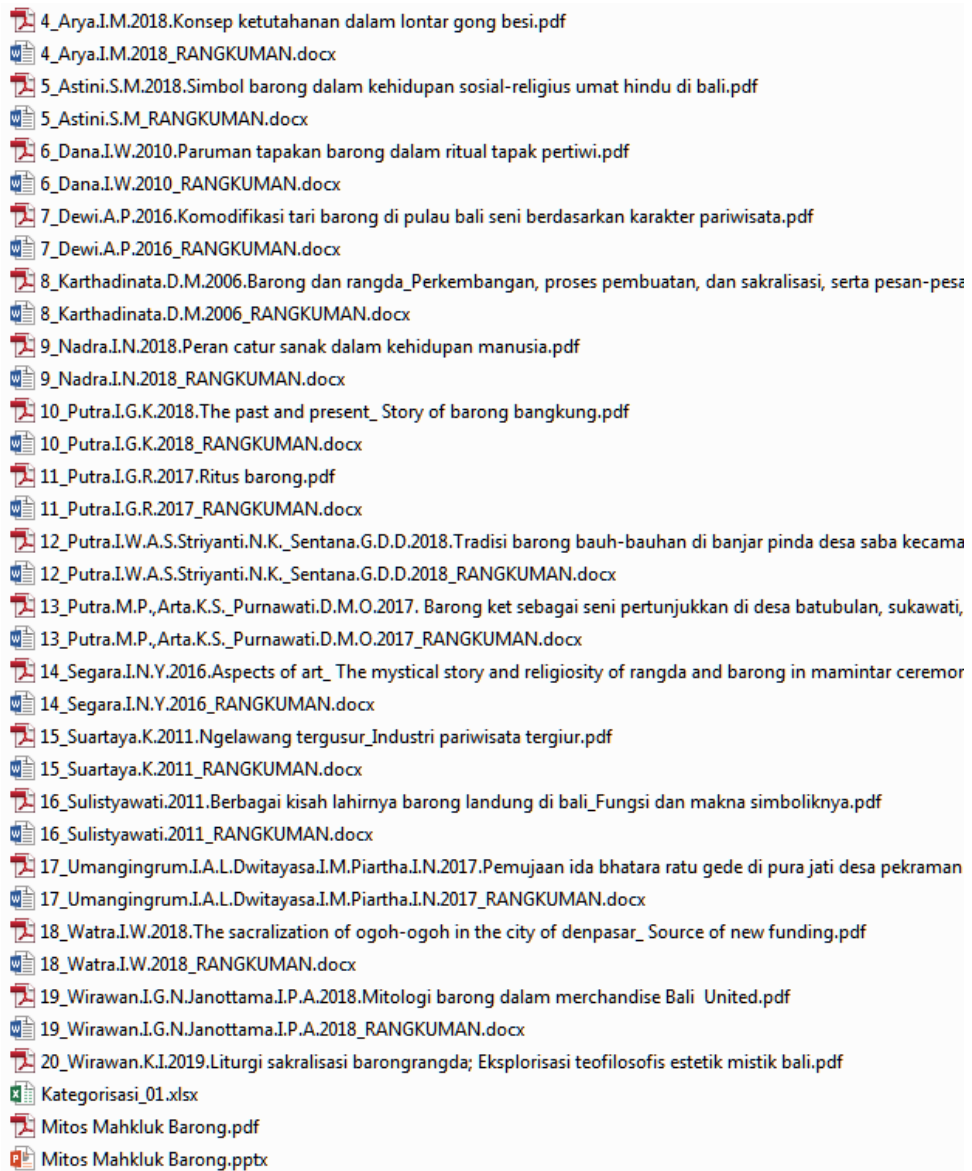 4_Arya.I.M.2018.Konsep ketutahanan dalam lontar gong besi.pdf
4_Arya.I.M.2018_RANGKUMAN.docx
5_Astini.S.M.2018.Simbol barong dalam kehidupan sosial-religius umat hindu di bali.pdf
5_Astini.S.M_RANGKUMAN.docx
6_Dana.I.W.2010.Paruman tapakan barong dalam ritual tapak pertiwi.pdf
6_Dana.I.W.2010_RANGKUMAN.docx
7_Dewi.A.P.2016.Komodifikasi tari barong di pulau bali seni berdasarkan karakter pariwisata.pdf
7_Dewi.A.P.2016_RANGKUMAN.docx
8_Karthadinata.D.M.2006.Barong dan rangda_Perkembangan, proses pembuatan, dan sakralisasi, serta pesan-pesa
8_Karthadinata.D.M.2006_RANGKUMAN.docx
9_Nadra.I.N.2018.Peran catur sanak dalam kehidupan manusia.pdf
9_Nadra.I.N.2018_RANGKUMAN.docx
10_Putra.I.G.K.2018.The past and present_ Story of barong bangkung.pdf
10_Putra.I.G.K.2018_RANGKUMAN.docx
11_Putra.I.G.R.2017.Ritus barong.pdf
11_Putra.I.G.R.2017_RANGKUMAN.docx
12_Putra.I.W.A.S.Striyanti.N.K._Sentana.G.D.D.2018.Tradisi barong bauh-bauhan di banjar pinda desa saba kecama
12_Putra.I.W.A.S.Striyanti.N.K._Sentana.G.D.D.2018_RANGKUMAN.docx
13_Putra.M.P.,Arta.K.S._Purnawati.D.M.O.2017. Barong ket sebagai seni pertunjukkan di desa batubulan, sukawati,
13_Putra.M.P.,Arta.K.S._Purnawati.D.M.O.2017_RANGKUMAN.docx
14_Segara.I.N.Y.2016.Aspects of art_ The mystical story and religiosity of rangda and barong in mamintar ceremor
14_Segara.I.N.Y.2016_RANGKUMAN.docx
15_Suartaya.K.2011.Ngelawang tergusur_Industri pariwisata tergiur.pdf
15_Suartaya.K.2011_RANGKUMAN.docx
16_Sulistyawati.2011.Berbagai kisah lahirnya barong landung di bali_Fungsi dan makna simboliknya.pdf
16_Sulistyawati.2011_RANGKUMAN.docx
17_Umangingrum.I.A.L.Dwitayasa.I.M.Piartha.I.N.2017.Pemujaan ida bhatara ratu gede di pura jati desa pekraman
17_Umangingrum.I.A.L.Dwitayasa.I.M.Piartha.I.N.2017_RANGKUMAN.docx
18_Watra.I.W.2018.The sacralization of ogoh-ogoh in the city of denpasar_ Source of new funding.pdf
18_Watra.I.W.2018_RANGKUMAN.docx
19_Wirawan.I.G.N.Janottama.I.P.A.2018.Mitologi barong dalam merchandise Bali  United.pdf
19_Wirawan.I.G.N.Janottama.I.P.A.2018_RANGKUMAN.docx
20_Wirawan.K.I.2019.Liturgi sakralisasi barongrangda; Eksplorisasi teofilosofis estetik mistik bali.pdf
Kategorisasi_01.xlsx
Mitos Mahkluk Barong.pdf
Mitos Mahkluk Barong.pptx